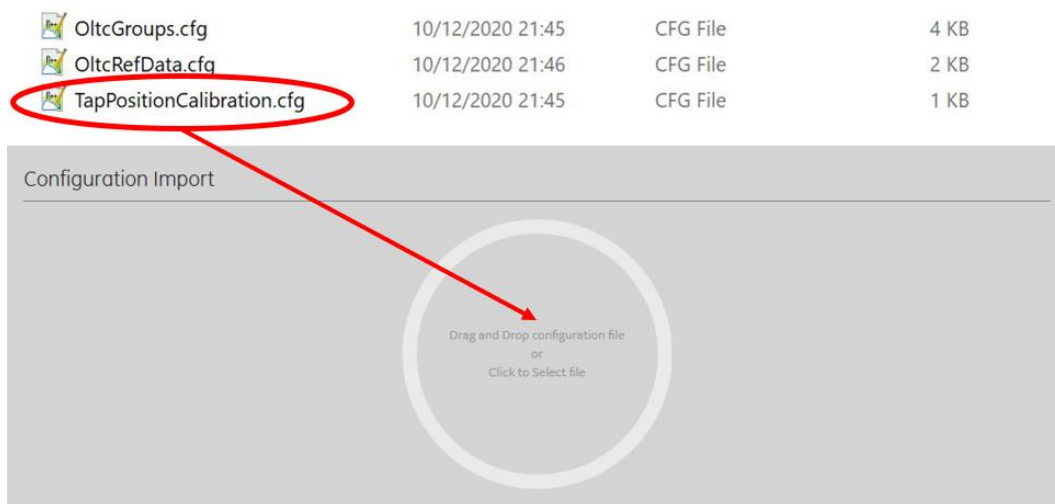 OltcGroups.cfg 10/12/2020 21:45 CFG File 4 KB
OltcRefData.cfg 10/12/2020 21:46 CFG File 2 KB
TapPositionCalibration.cfg 10/12/2020 21:45 CFG File 1 KB
Configuration Import
Drag and Drop configuration file
or
Click to Select file